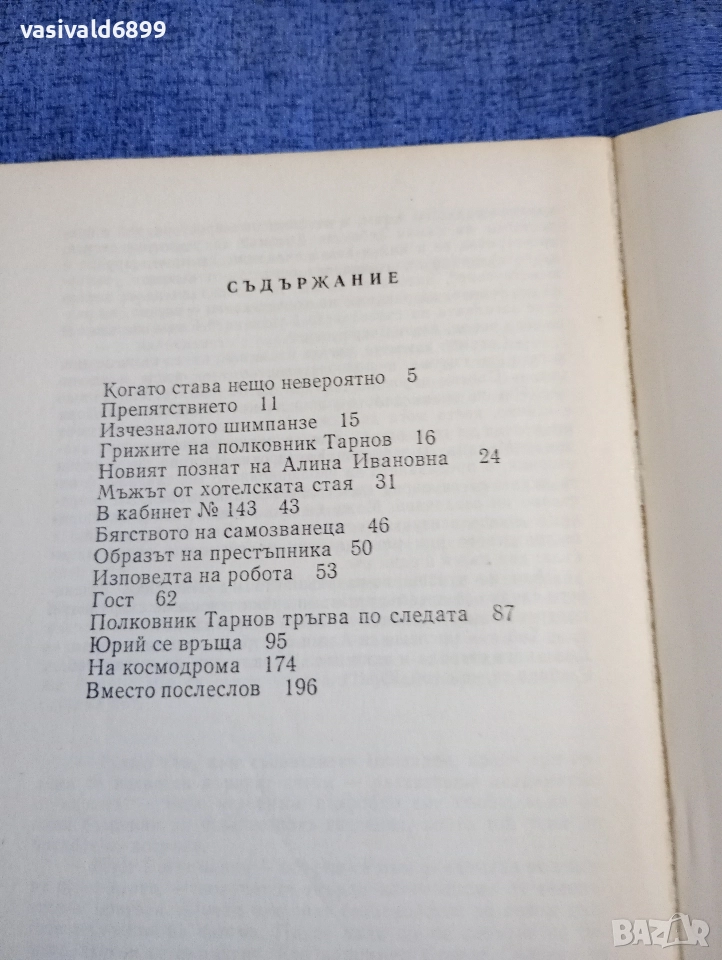 vasivald6899
СЪДЪРЖАНИЕ
Когато става нещо невероятно 5
Препятствието 11
Изчезналото шимпанзе 15
Грижите на полковник Тарнов 16
Новият познат на Алина Ивановна 24
Мъжът от хотелската стая 31
В кабинет № 143 43
Бягството на самозванеца 46
Образът на престъпника 50
Изповедта на робота 53
Гост 62
Полковник Тарнов тръгва по следата 87
Юрий се връща 95
На космодрома 174
Вместо послеслов 196
BAZAR